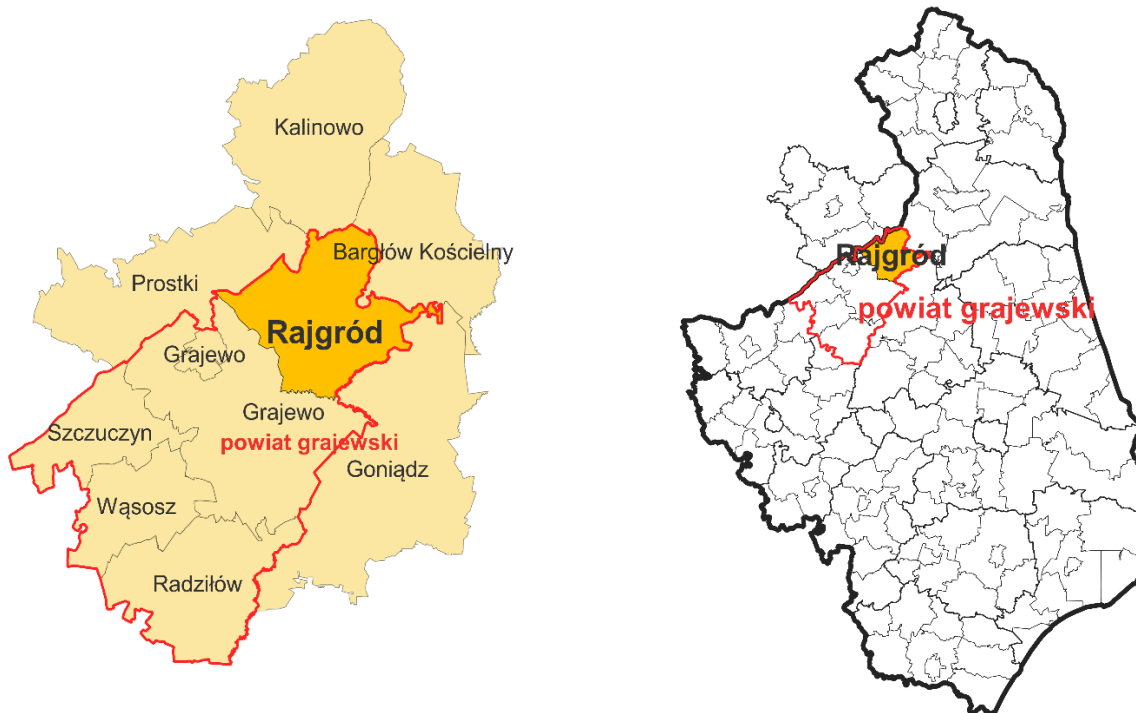 Kalinowo
Bargłów Kościelny
Prostki
Rajgród
Grajewo
Grajewo
Szczuczyn
powiat grajewski
Goniądz
Wąsosz
Radziłów
Rajgród
powiat grajewski